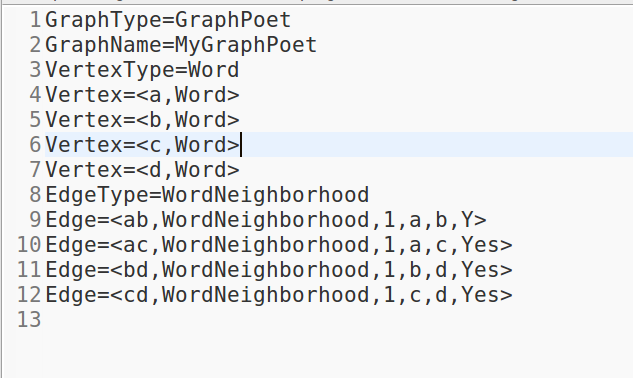 1 GraphType=GraphPoet
2 GraphName=MyGraphPoet
3 VertexType=Word
4 Vertex=<a,Word>
5 Vertex=<b,Word>
6 Vertex=<c,Word>
7 Vertex=<d,Word>
8 EdgeType=WordNeighborhood
9 Edge=<ab,WordNeighborhood,1,a,b,Y>
10 Edge=<ac,WordNeighborhood,1,a,c,Yes>
11 Edge=<bd,WordNeighborhood,1,b,d,Yes>
12 Edge=<cd,WordNeighborhood,1,c,d,Yes>
13